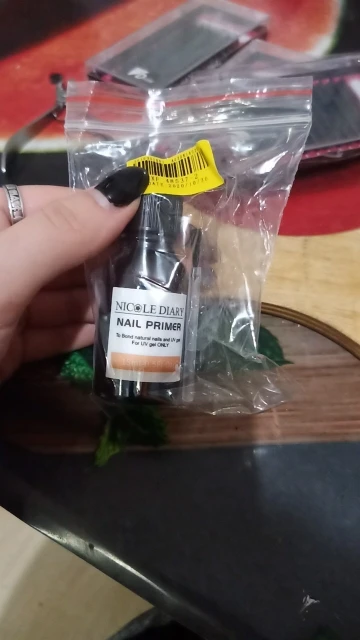 NICOLE DIARY
NAIL PRIMER
To Bond natural nails and UV gel
For UV gel ONLY